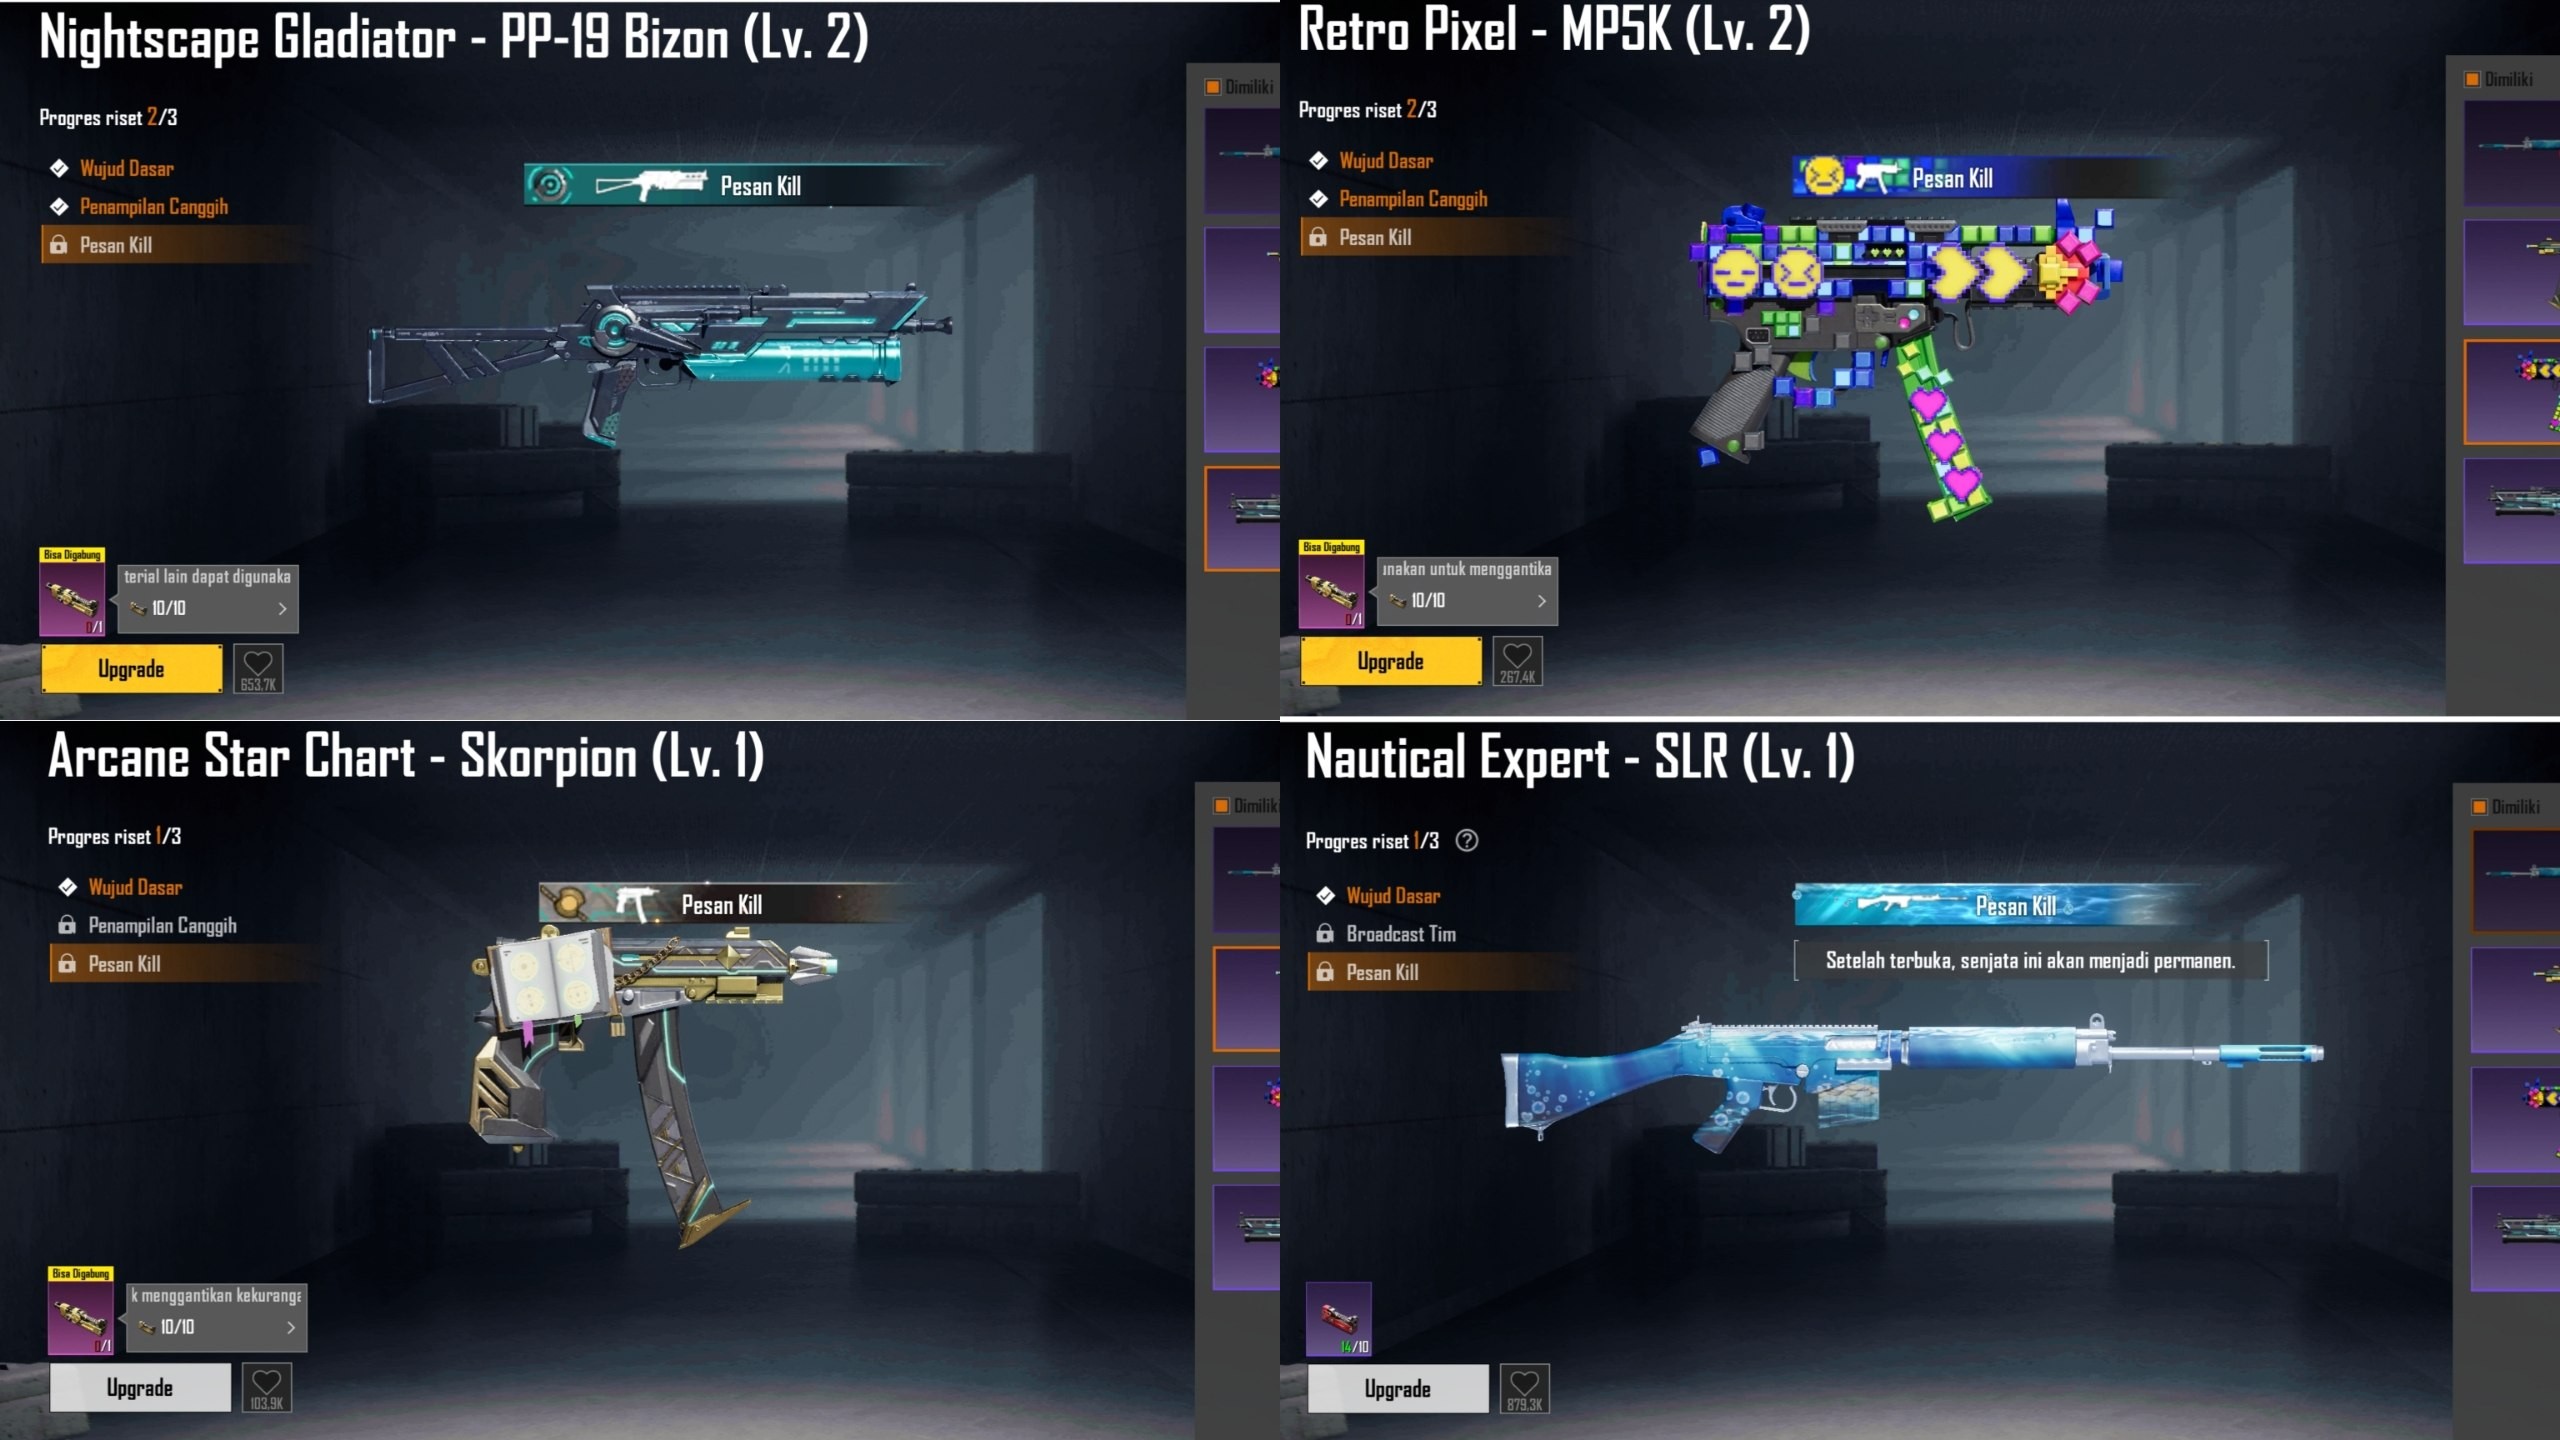 Nightscape Gladiator - PP-19 Bizon (Lv. 2)
Dimiliki
Progres riset 2/3
Wujud Dasar
Penampilan Canggih
Pesan Kill
Pesan Kill
Bisa Digabung
terial lain dapat digunaka
10/10
0/1
Upgrade
653,7K
Retro Pixel - MP5K (Lv. 2)
Dimiliki
Progres riset 2/3
Wujud Dasar
Penampilan Canggih
Pesan Kill
Pesan Kill
Bisa Digabung
unakan untuk menggantika
10/10
0/1
Upgrade
267,4K
Arcane Star Chart - Skorpion (Lv. 1)
Dimilik
Progres riset 1/3
Wujud Dasar
Penampilan Canggih
Pesan Kill
Pesan Kill
Bisa Digabung
k menggantikan kekuranga
10/10
0/1
Upgrade
103,9K
Nautical Expert - SLR (Lv. 1)
Dimiliki
Progres riset 1/3 ?
Wujud Dasar
Broadcast Tim
Pesan Kill
Pesan Kill
Setelah terbuka, senjata ini akan menjadi permanen.
14/10
Upgrade
879,3K